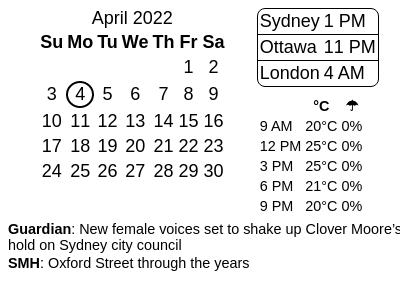 April 2022
Su Mo Tu We Th Fr Sa
1 2
3 4 5 6 7 8 9
10 11 12 13 14 15 16
17 18 19 20 21 22 23
24 25 26 27 28 29 30
Sydney 1 PM
Ottawa 11 PM
London 4 AM
°C ☂
9 AM 20°C 0%
12 PM 25°C 0%
3 PM 25°C 0%
6 PM 21°C 0%
9 PM 20°C 0%
Guardian: New female voices set to shake up Clover Moore's
hold on Sydney city council
SMH: Oxford Street through the years